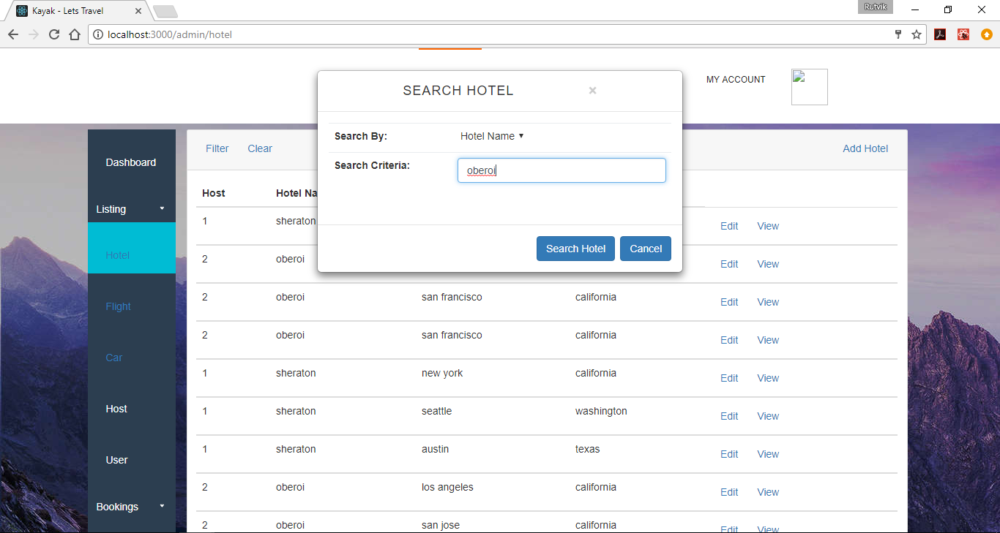 Kayak - Lets Travel
Rutvik
localhost:3000/admin/hotel
MY ACCOUNT
SEARCH HOTEL ×
Search By: Hotel Name ▾
Search Criteria: oberoi
Search Hotel Cancel
Dashboard
Listing
Hotel
Flight
Car
Host
User
Bookings
Filter Clear Add Hotel
Host Hotel Na
1 sheraton Edit View
2 oberoi Edit View
2 oberoi san francisco california Edit View
2 oberoi san francisco california Edit View
1 sheraton new york california Edit View
1 sheraton seattle washington Edit View
1 sheraton austin texas Edit View
2 oberoi los angeles california Edit View
2 oberoi san jose california Edit View